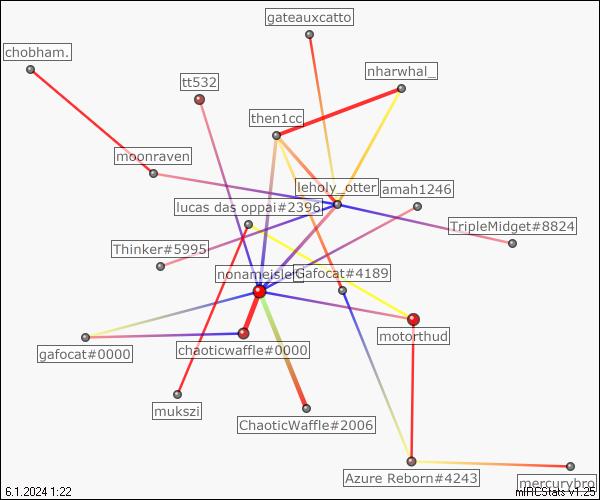 gateauxcatto
chobham.
nharwhal_
tt532
then1cc
moonraven
leholy_otter
amah1246
lucas das oppai#2396
TripleMidget#8824
Thinker#5995
nonameisleft
Gafocat#4189
motorthud
gafocat#0000
chaoticwaffle#0000
mukszi
ChaoticWaffle#2006
Azure Reborn#4243
mercurybro
6.1.2024 1:22
mIRCStats v1.25